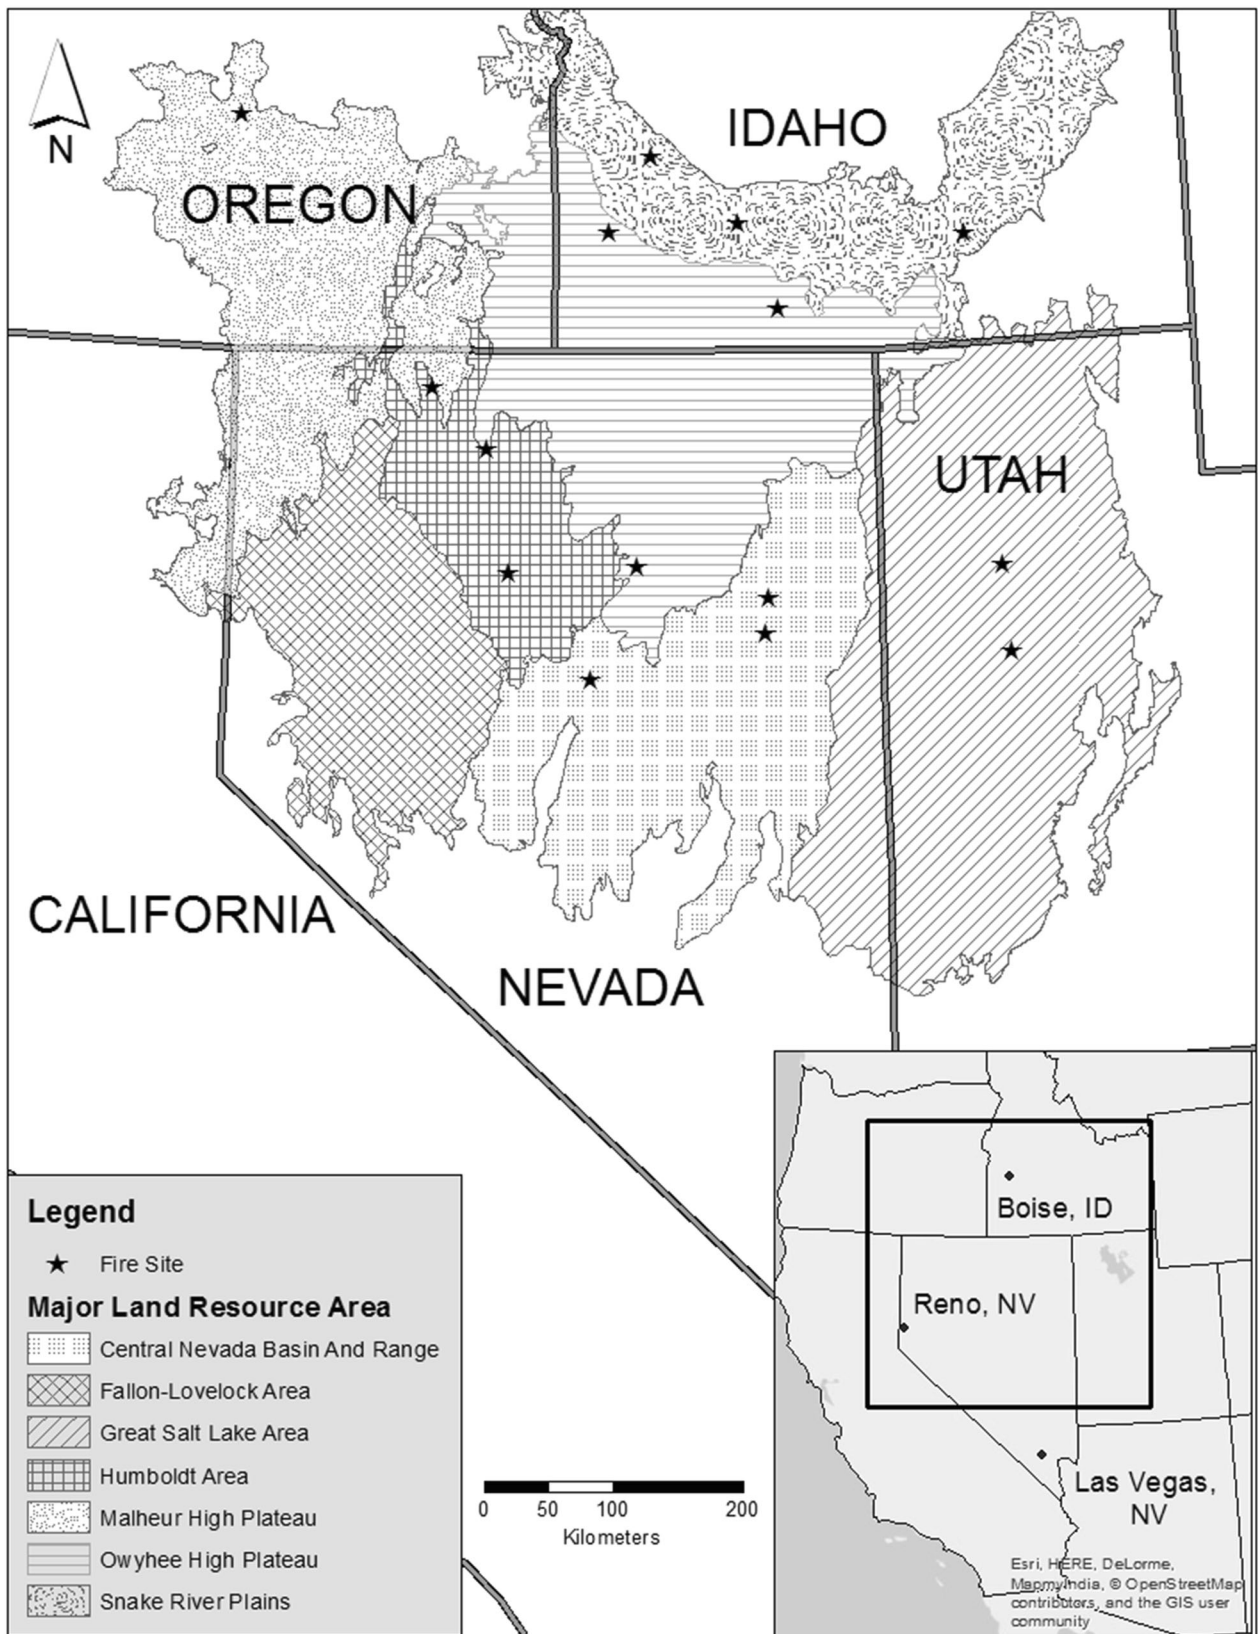 N
IDAHO
OREGON
UTAH
CALIFORNIA
NEVADA
Legend
Fire Site
Major Land Resource Area
Central Nevada Basin And Range
Fallon-Lovelock Area
Great Salt Lake Area
Humboldt Area
Malheur High Plateau
Owyhee High Plateau
Snake River Plains
0 50 100 200
Kilometers
Boise, ID
Reno, NV
Las Vegas,
NV
Esri, HERE, DeLorme,
MapmyIndia, © OpenStreetMap
contributors, and the GIS user
community